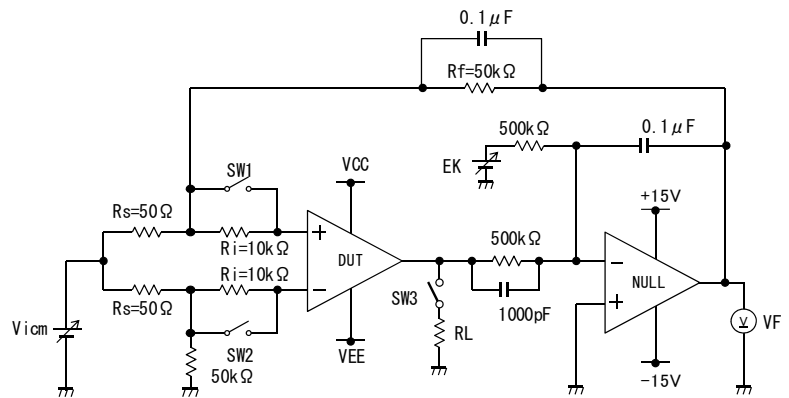 0.1μF
Rf=50kΩ
500kΩ
0.1μF
EK
SW1
VCC
+15V
Rs=50Ω
Ri=10kΩ
500kΩ
Ri=10kΩ
DUT
NULL
Rs=50Ω
SW3
1000pF
Vicm
SW2
RL
V
VF
50kΩ
VEE
-15V
+
−
−
+